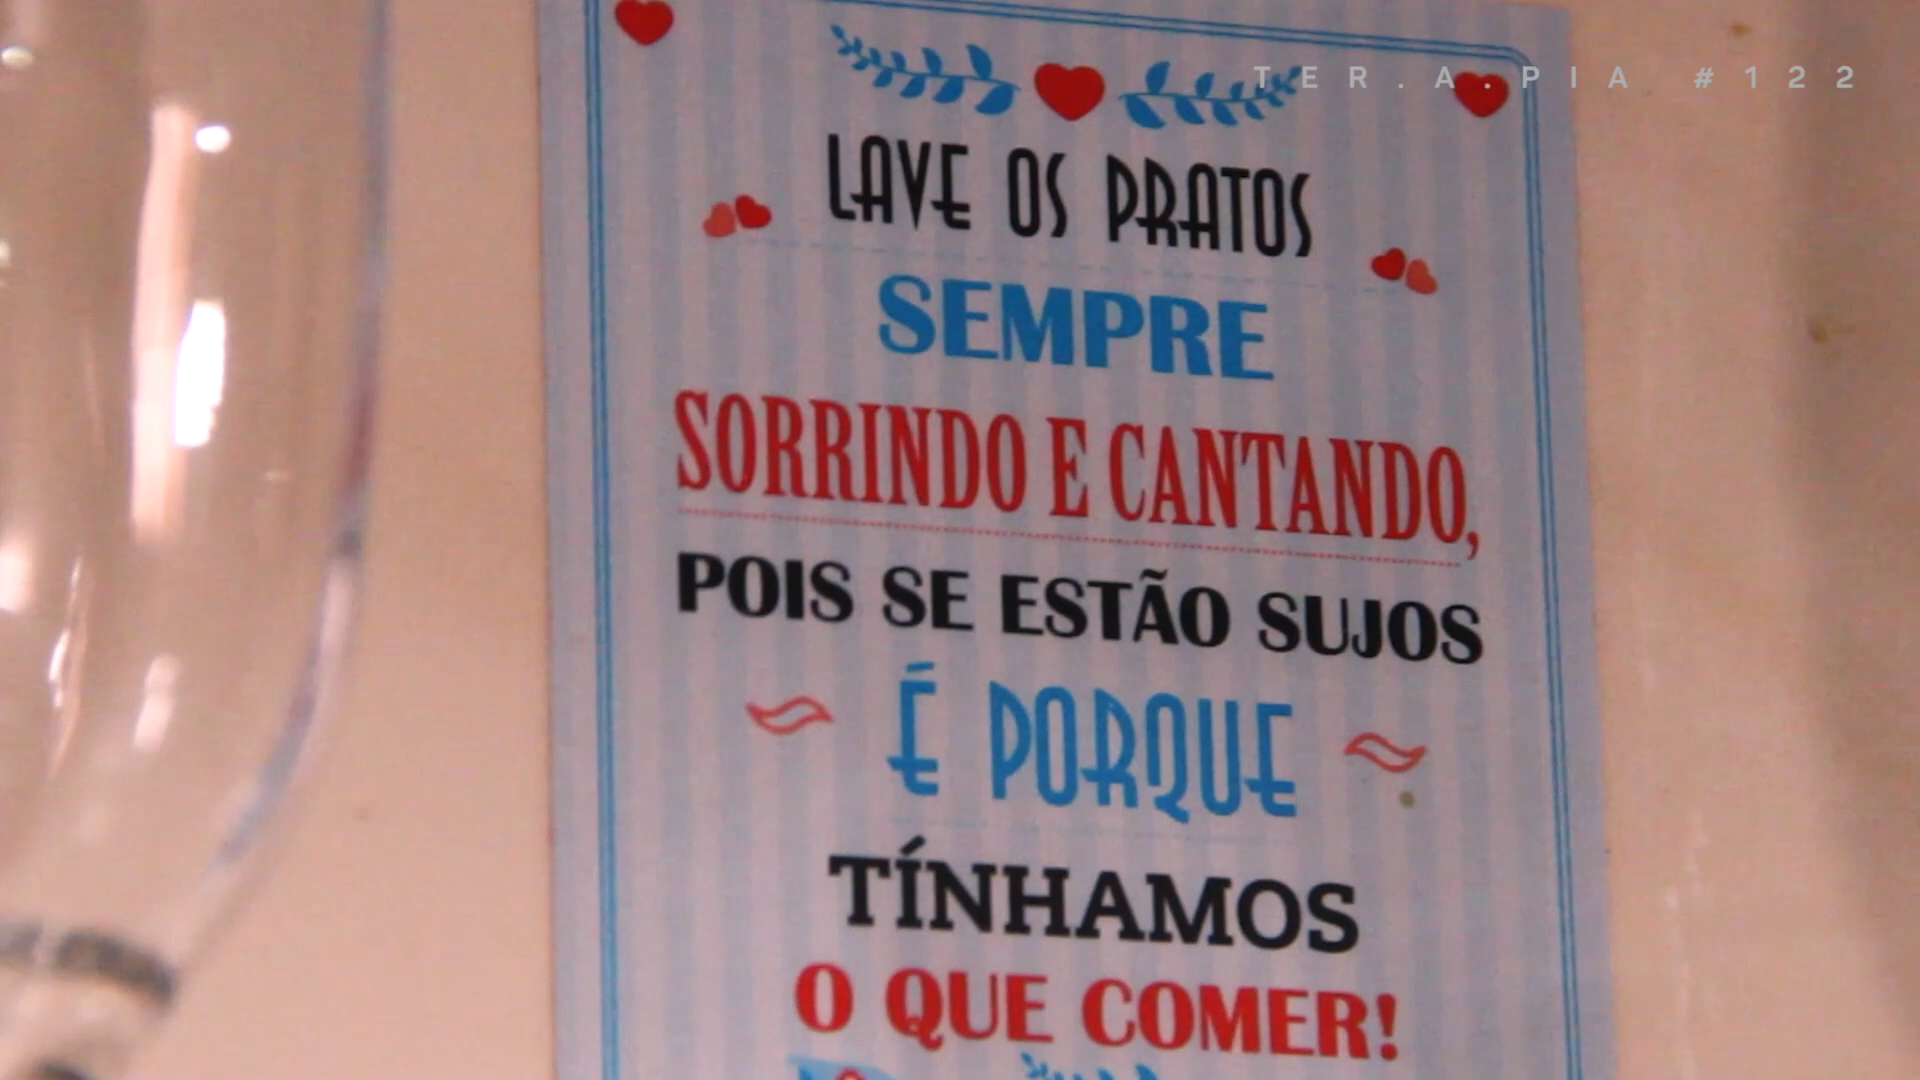 TER.A.PIA #122
LAVE OS PRATOS
SEMPRE
SORRINDO E CANTANDO,
POIS SE ESTÃO SUJOS
É PORQUE
TÍNHAMOS
O QUE COMER!